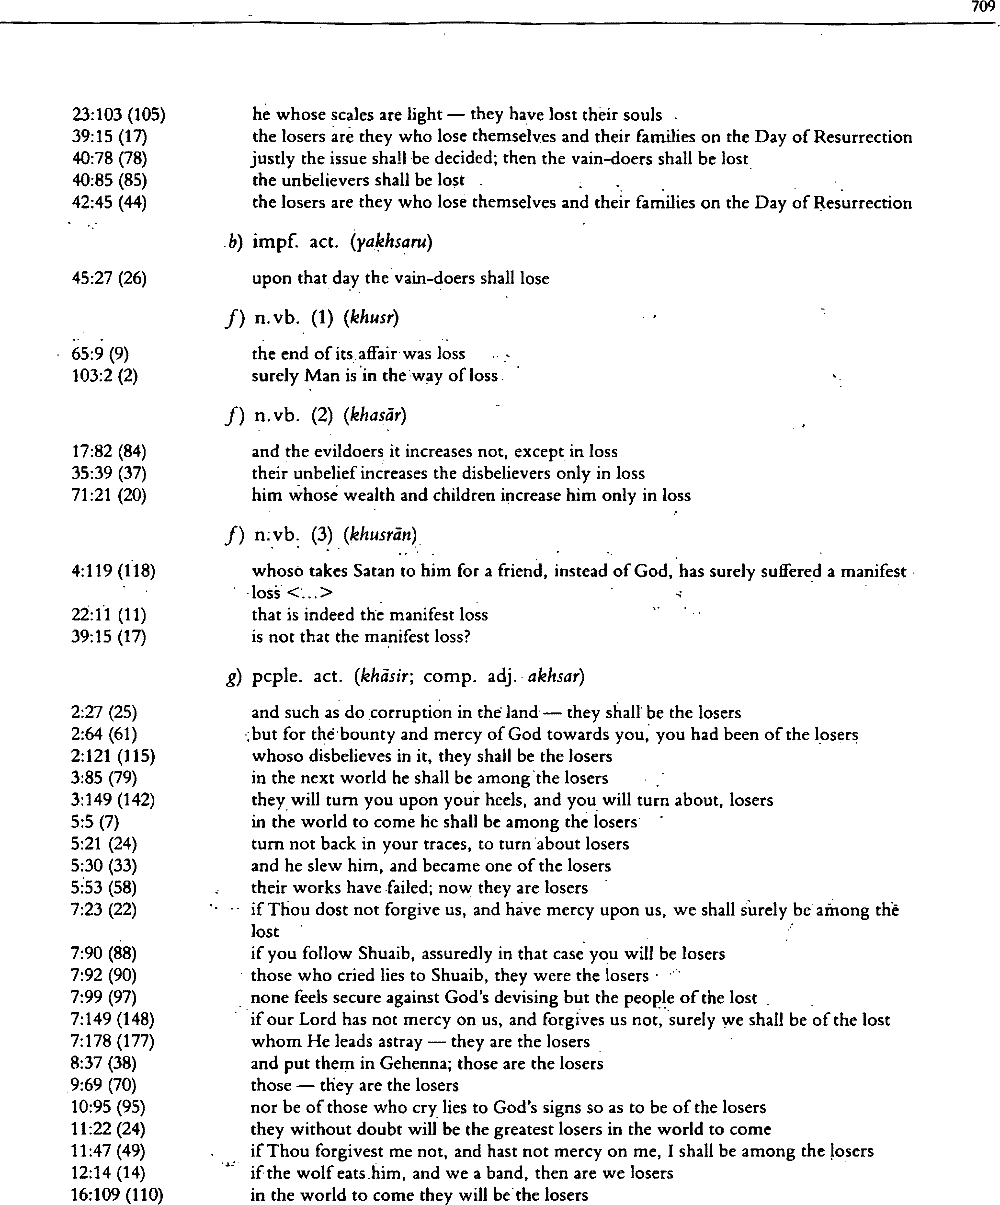 709
23:103 (105) he whose scales are light — they have lost their souls
39:15 (17) the losers are they who lose themselves and their families on the Day of Resurrection
40:78 (78) justly the issue shall be decided; then the vain-doers shall be lost
40:85 (85) the unbelievers shall be lost
42:45 (44) the losers are they who lose themselves and their families on the Day of Resurrection
b) impf. act. (yakhsaru)
45:27 (26) upon that day the vain-doers shall lose
f) n.vb. (1) (khusr)
65:9 (9) the end of its affair was loss
103:2 (2) surely Man is in the way of loss
f) n.vb. (2) (khasār)
17:82 (84) and the evildoers it increases not, except in loss
35:39 (37) their unbelief increases the disbelievers only in loss
71:21 (20) him whose wealth and children increase him only in loss
f) n.vb. (3) (khusrān)
4:119 (118) whoso takes Satan to him for a friend, instead of God, has surely suffered a manifest
loss <...>
22:11 (11) that is indeed the manifest loss
39:15 (17) is not that the manifest loss?
g) pcple. act. (khāsir; comp. adj. akhsar)
2:27 (25) and such as do corruption in the land — they shall be the losers
2:64 (61) but for the bounty and mercy of God towards you, you had been of the losers
2:121 (115) whoso disbelieves in it, they shall be the losers
3:85 (79) in the next world he shall be among the losers
3:149 (142) they will turn you upon your heels, and you will turn about, losers
5:5 (7) in the world to come he shall be among the losers
5:21 (24) turn not back in your traces, to turn about losers
5:30 (33) and he slew him, and became one of the losers
5:53 (58) their works have failed; now they are losers
7:23 (22) if Thou dost not forgive us, and have mercy upon us, we shall surely be among the
lost
7:90 (88) if you follow Shuaib, assuredly in that case you will be losers
7:92 (90) those who cried lies to Shuaib, they were the losers
7:99 (97) none feels secure against God's devising but the people of the lost
7:149 (148) if our Lord has not mercy on us, and forgives us not, surely we shall be of the lost
7:178 (177) whom He leads astray — they are the losers
8:37 (38) and put them in Gehenna; those are the losers
9:69 (70) those — they are the losers
10:95 (95) nor be of those who cry lies to God's signs so as to be of the losers
11:22 (24) they without doubt will be the greatest losers in the world to come
11:47 (49) if Thou forgivest me not, and hast not mercy on me, I shall be among the losers
12:14 (14) if the wolf eats him, and we a band, then are we losers
16:109 (110) in the world to come they will be the losers